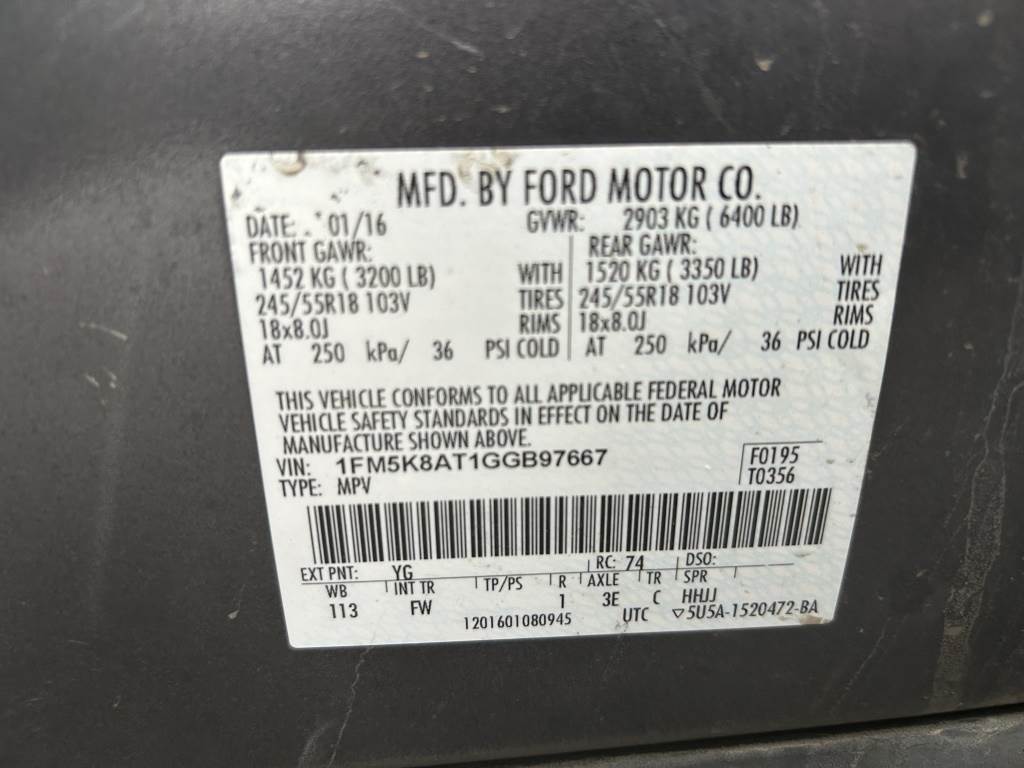 MFD. BY FORD MOTOR CO.
DATE: 01/16 GVWR: 2903 KG ( 6400 LB)
FRONT GAWR: REAR GAWR:
1452 KG ( 3200 LB) WITH 1520 KG ( 3350 LB) WITH
245/55R18 103V TIRES 245/55R18 103V TIRES
18x8.0J RIMS 18x8.0J RIMS
AT 250 kPa/ 36 PSI COLD AT 250 kPa/ 36 PSI COLD
THIS VEHICLE CONFORMS TO ALL APPLICABLE FEDERAL MOTOR
VEHICLE SAFETY STANDARDS IN EFFECT ON THE DATE OF
MANUFACTURE SHOWN ABOVE.
VIN: 1FM5K8AT1GGB97667 F0195
TYPE: MPV T0356
EXT PNT: YG RC: 74 DSO:
WB INT TR TP/PS R AXLE TR SPR
113 FW 1 3E C HHJJ
1201601080945 UTC ▽5U5A-1520472-BA